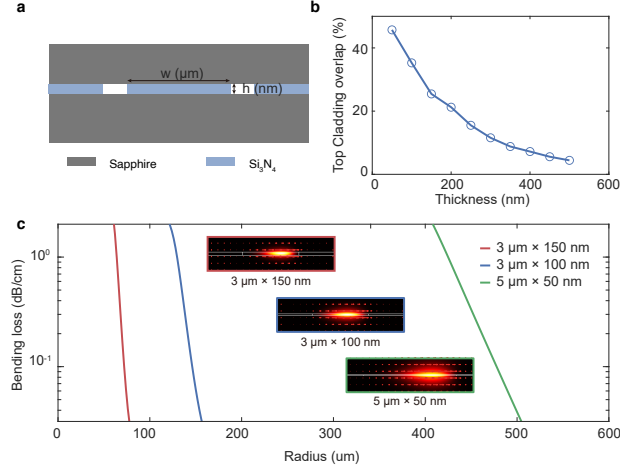 a
w (µm)
h (nm)
Sapphire
Si₃N₄
b
Top Cladding overlap (%)
60
40
20
0
0
200
400
600
Thickness (nm)
c
Bending loss (dB/cm)
10⁰
10⁻¹
3 µm × 150 nm
3 µm × 100 nm
5 µm × 50 nm
3 µm × 150 nm
3 µm × 100 nm
5 µm × 50 nm
0
100
200
300
400
500
600
Radius (um)